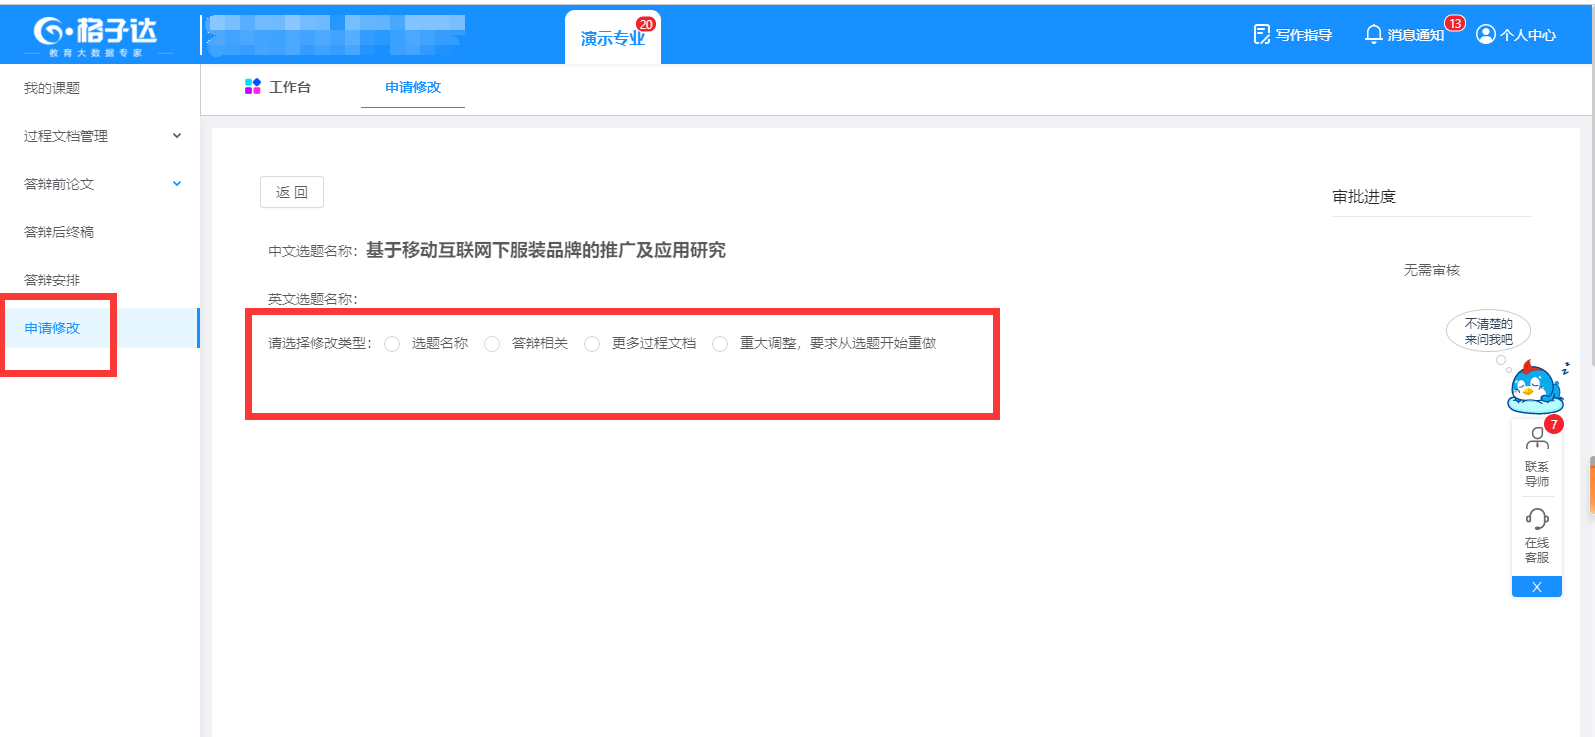 格子达
教育大数据专家
演示专业
20
写作指导
消息通知
13
个人中心
我的课题
过程文档管理
答辩前论文
答辩后终稿
答辩安排
申请修改
工作台
申请修改
返 回
中文选题名称：基于移动互联网下服装品牌的推广及应用研究
英文选题名称：
请选择修改类型： 选题名称 答辩相关 更多过程文档 重大调整，要求从选题开始重做
审批进度
无需审核
不清楚的
来问我吧
z z
7
联系
导师
在线
客服
X